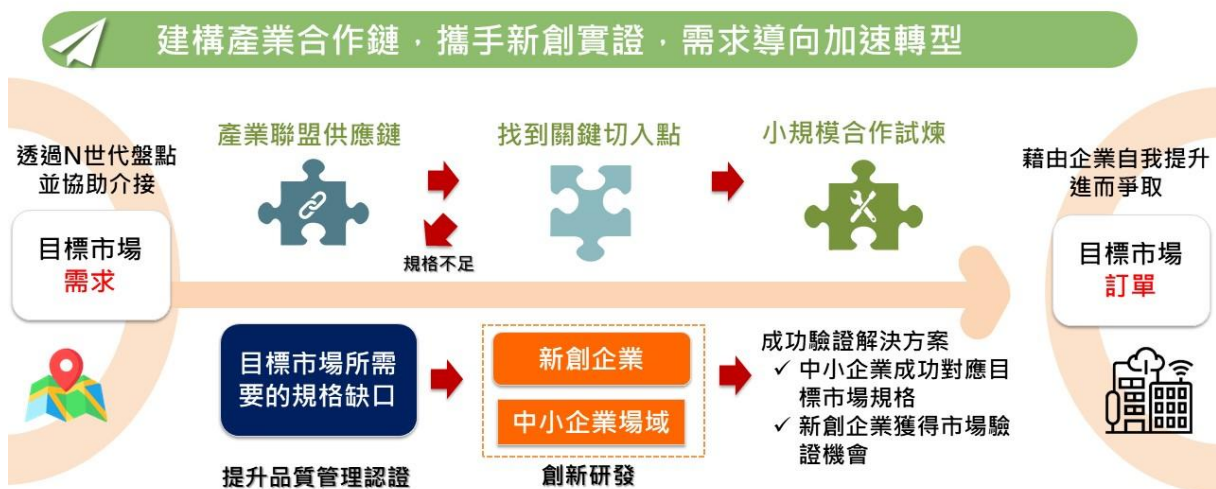 建構產業合作鏈，攜手新創實證，需求導向加速轉型
透過N世代盤點
並協助介接
目標市場
需求
產業聯盟供應鏈
找到關鍵切入點
小規模合作試煉
規格不足
目標市場所需
要的規格缺口
提升品質管理認證
新創企業
中小企業場域
創新研發
成功驗證解決方案
✓ 中小企業成功對應目
標市場規格
✓ 新創企業獲得市場驗
證機會
藉由企業自我提升
進而爭取
目標市場
訂單